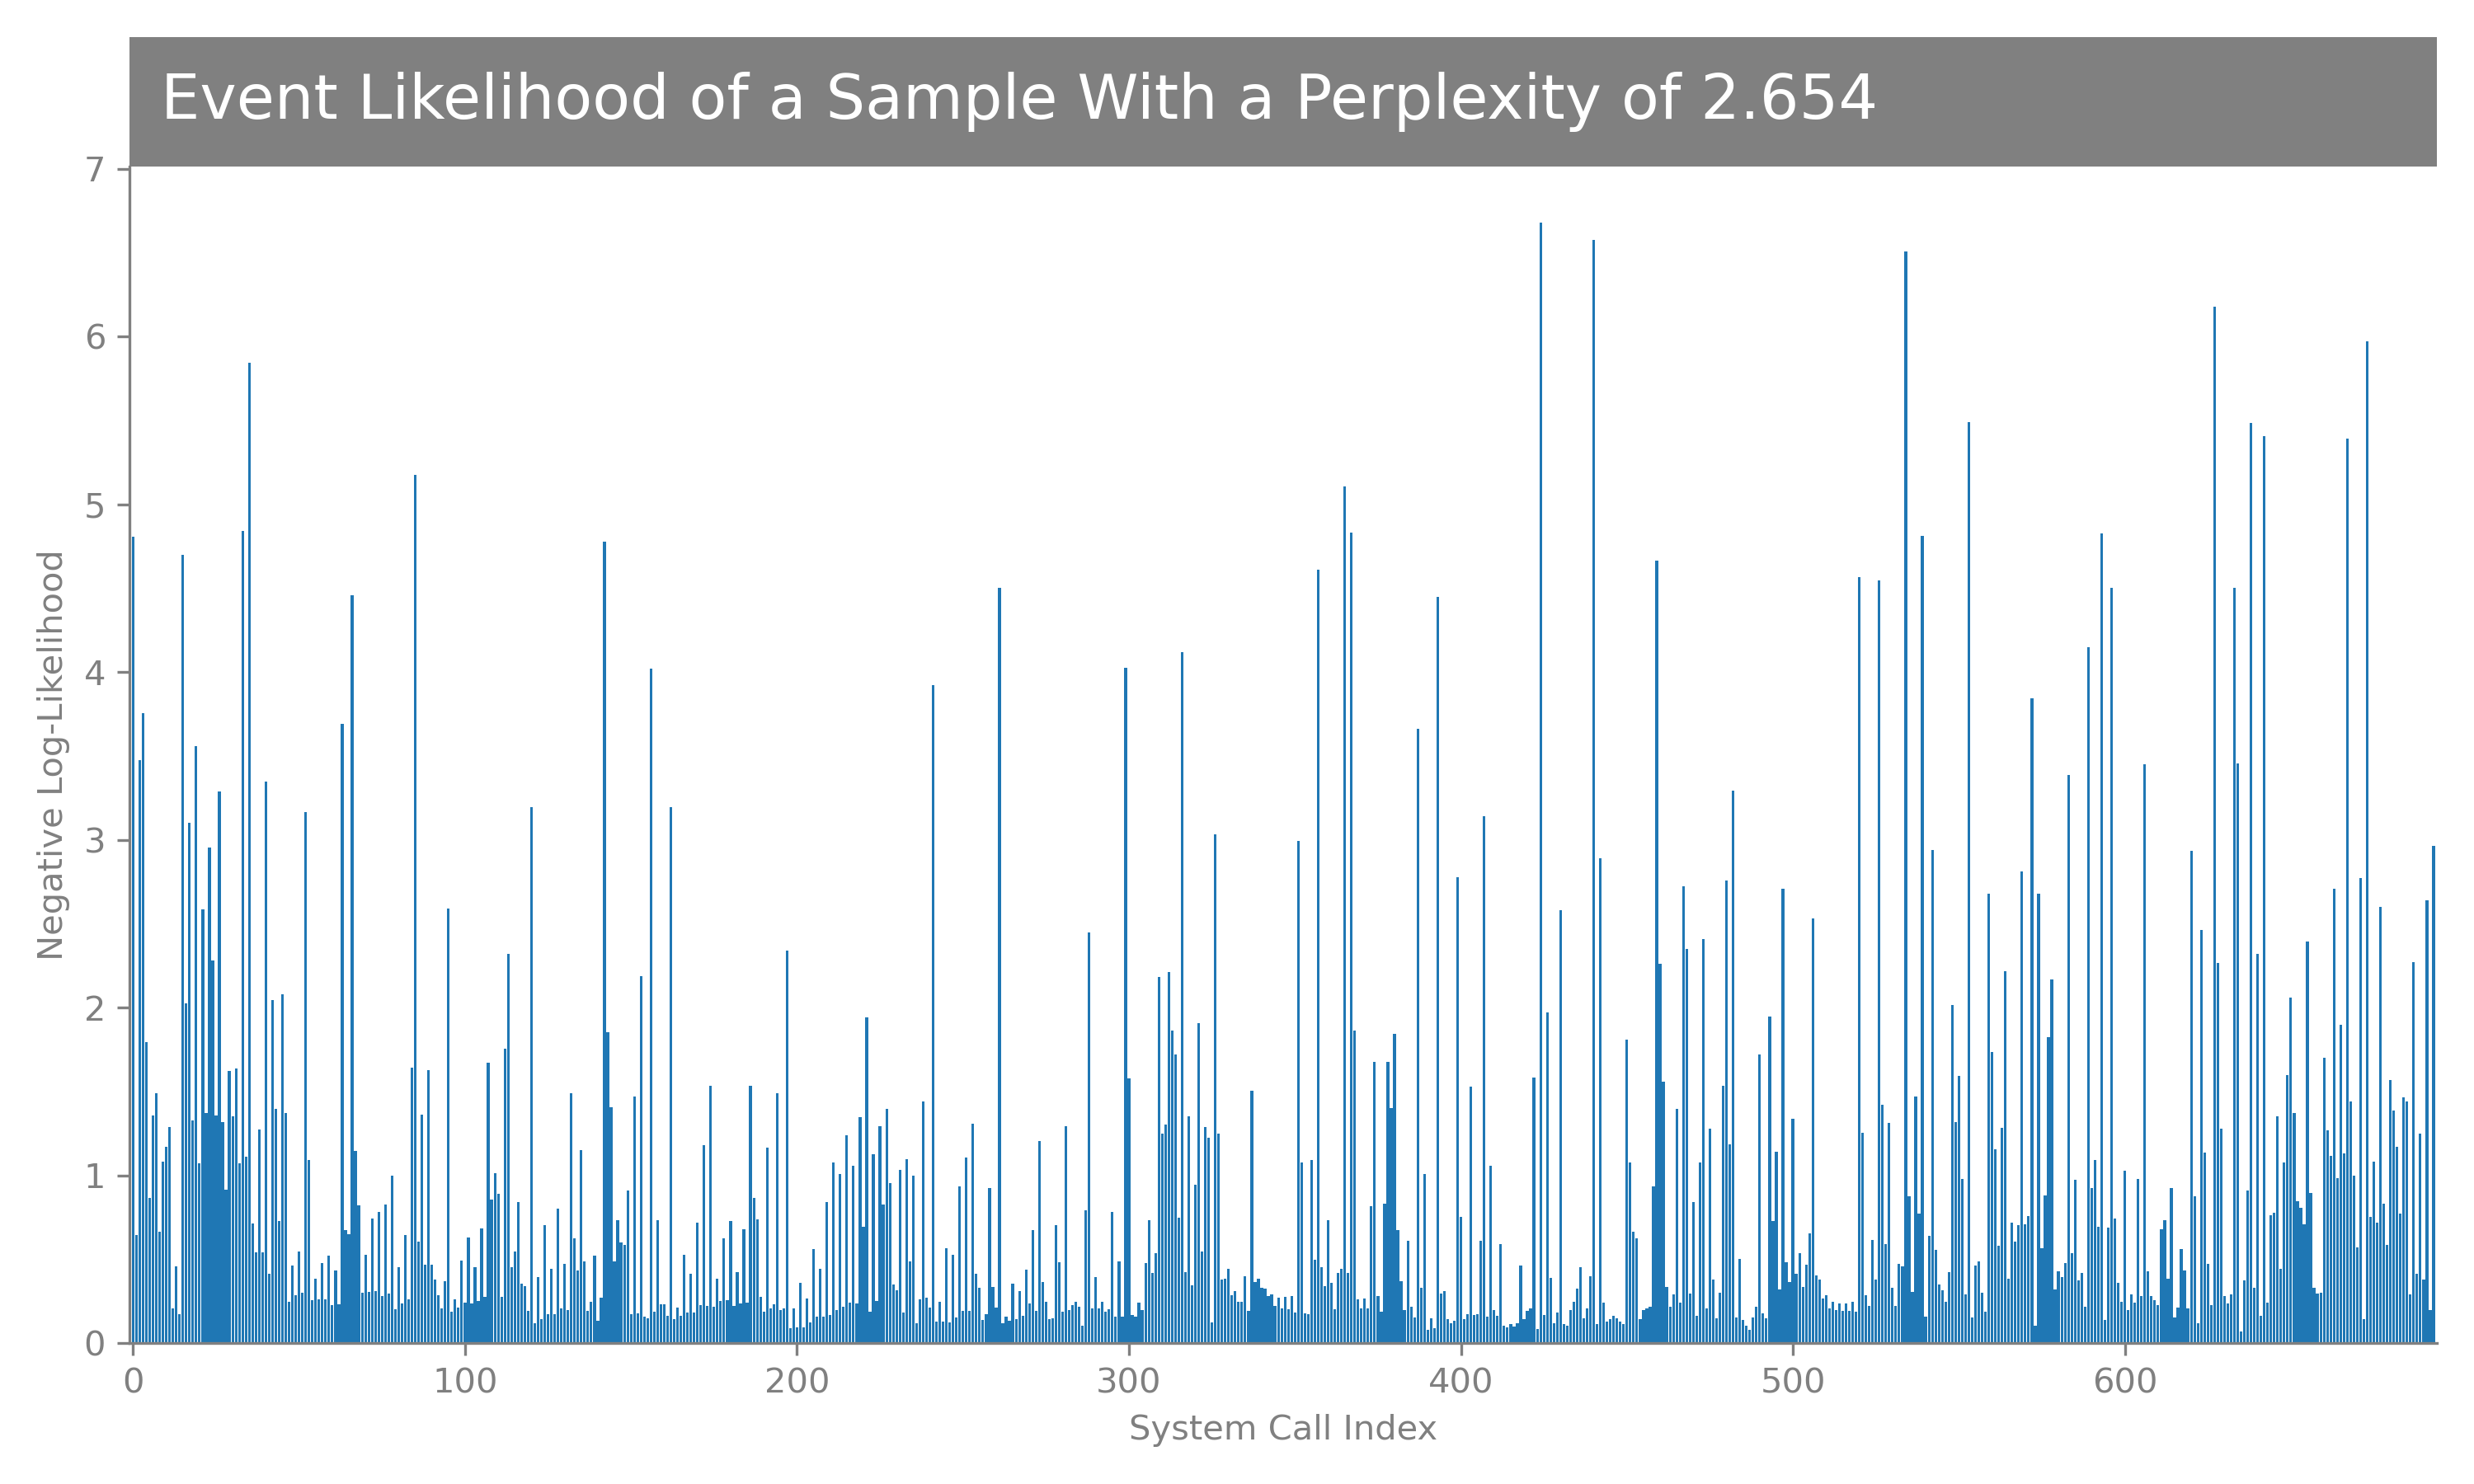 Event Likelihood of a Sample With a Perplexity of 2.654
7
6
5
4
3
2
1
0
Negative Log-Likelihood
0 100 200 300 400 500 600
System Call Index